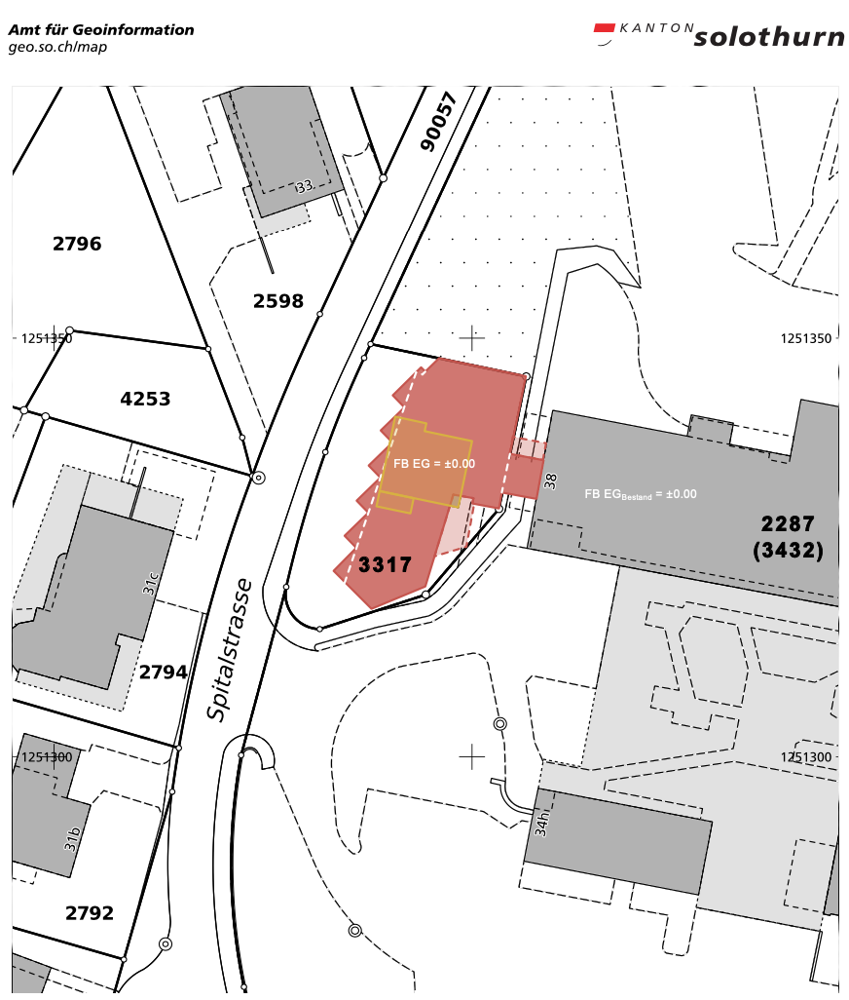 Amt für Geoinformation
geo.so.ch/map
KANTON solothurn
90057
33
2796
2598
1251350
1251350
4253
FB EG = ±0.00
38
FB EGBestand = ±0.00
2287
(3432)
3317
31c
Spitalstrasse
2794
1251300
1251300
34h
31b
2792